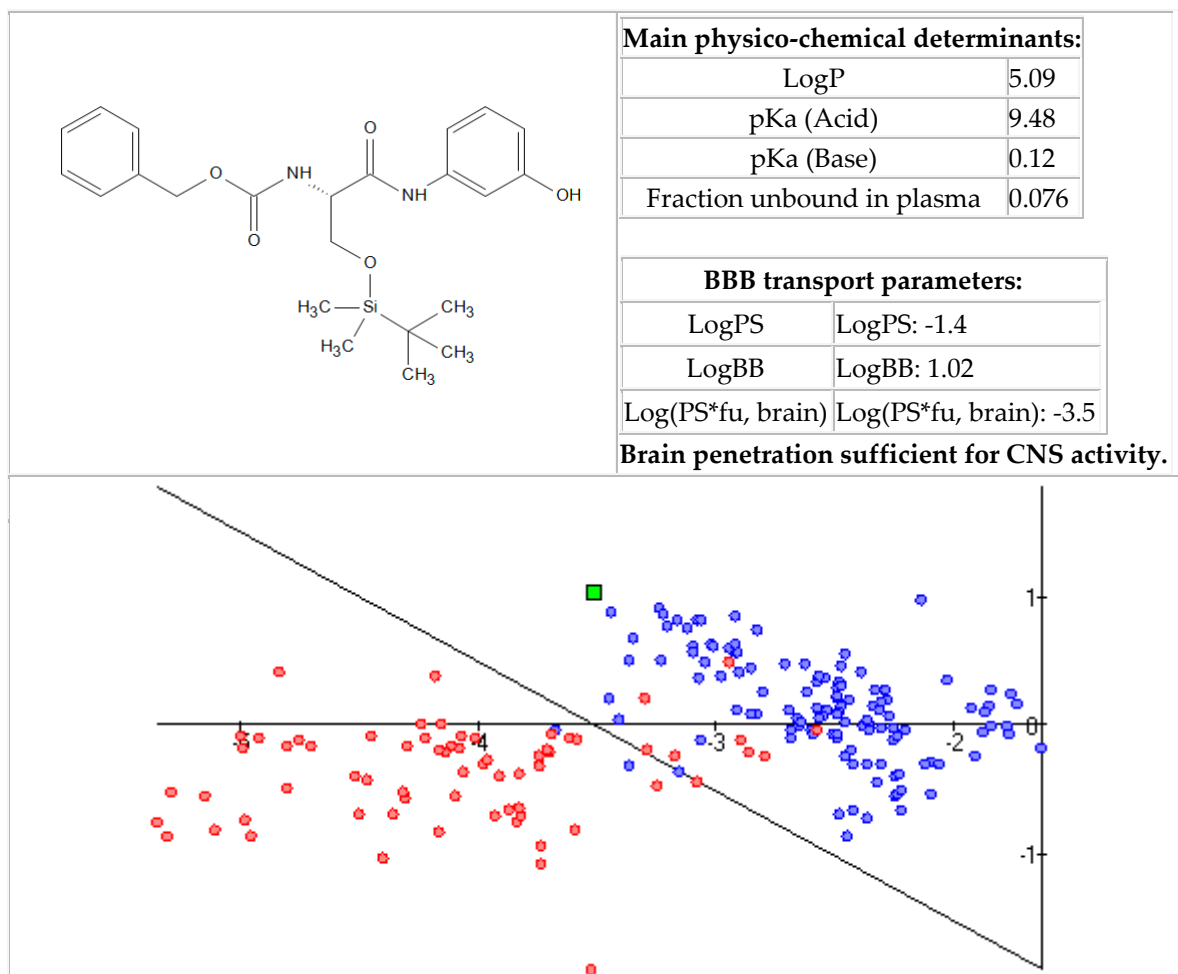 Main physico-chemical determinants:
LogP 5.09
pKa (Acid) 9.48
pKa (Base) 0.12
Fraction unbound in plasma 0.076
BBB transport parameters:
LogPS LogPS: -1.4
LogBB LogBB: 1.02
Log(PS*fu, brain) Log(PS*fu, brain): -3.5
Brain penetration sufficient for CNS activity.
O
O NH NH OH
O
O
H3C Si CH3
H3C CH3
CH3
1
-5 -4 -3 -2 0
-1